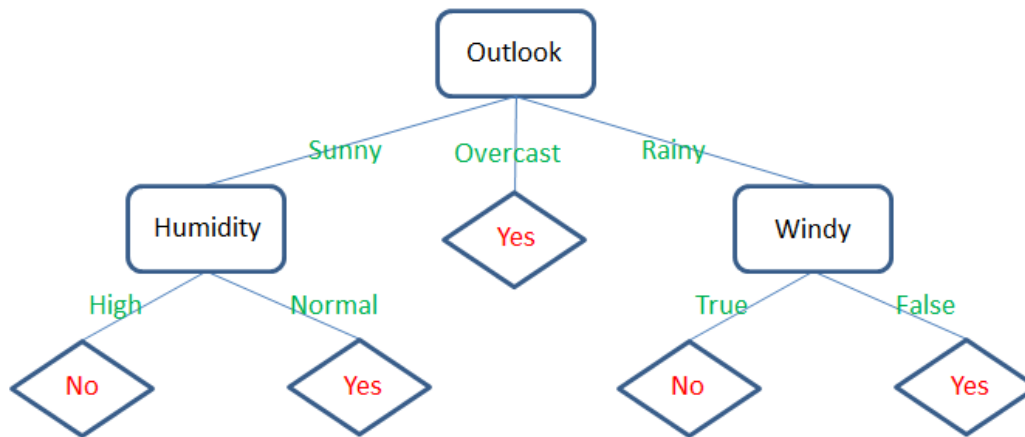 Outlook
Sunny Overcast Rainy
Humidity Yes Windy
High Normal True False
No Yes No Yes